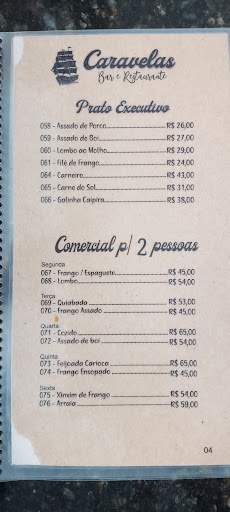 Caravelas
Bar e Restaurante
Prato Executivo
058 - Assado de Porco R$ 26,00
059 - Assado de Boi R$ 27,00
060 - Lombo ao Molho R$ 29,00
061 - Filé de Frango R$ 24,00
064 - Carneiro R$ 43,00
065 - Carne do Sol R$ 31,00
066 - Galinha Caipira R$ 38,00
Comercial p/ 2 pessoas
Segunda
067 - Frango / Espaguete R$ 45,00
068 - Lombo R$ 54,00
Terça
069 - Quiabada R$ 53,00
070 - Frango Assado R$ 45,00
Quarta
071 - Cozido R$ 65,00
072 - Assado de boi R$ 54,00
Quinta
073 - Feijoada Carioca R$ 65,00
074 - Frango Ensopado R$ 45,00
Sexta
075 - Ximxim de Frango R$ 54,00
076 - Arraia R$ 59,00
04